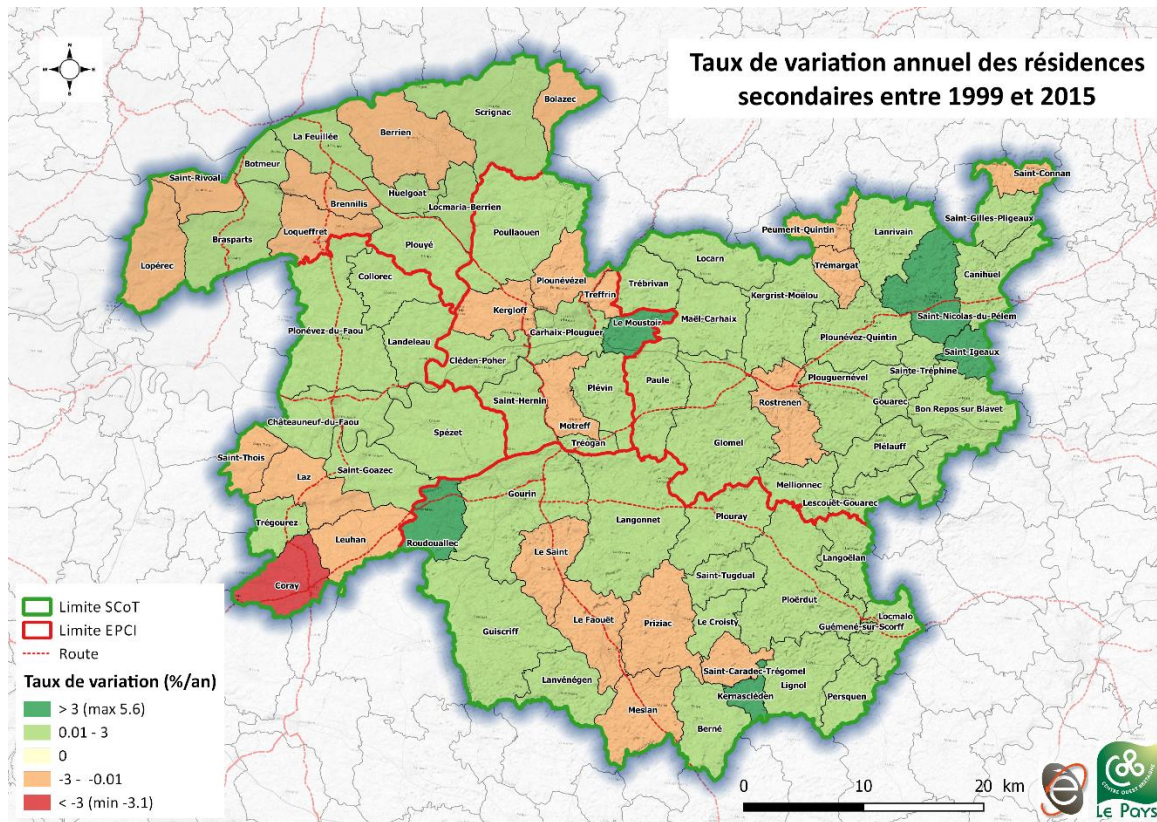 Taux de variation annuel des résidences
secondaires entre 1999 et 2015
N
Bolazec
Scrignac
La Feuillée
Berrien
Botmeur
Saint-Rivoal
Huelgoat
Brennilis
Locmaria-Berrien
Saint-Connan
Loqueffret
Brasparts
Plouyé
Poullaouen
Peumerit-Quintin
Lanrivain
Saint-Gilles-Pligeaux
Lopérec
Collorec
Locarn
Trémargat
Canihuel
Plounévézel
Treffrin
Trébrivan
Kergrist-Moëlou
Kergloff
Saint-Nicolas-du-Pélem
Plonévez-du-Faou
Carhaix-Plouguer
Le Moustoir
Maël-Carhaix
Plounévez-Quintin
Landeleau
Saint-Igeaux
Cléden-Poher
Sainte-Tréphine
Plévin
Paule
Plouguernével
Saint-Hernin
Rostrenen
Gouarec
Bon Repos sur Blavet
Châteauneuf-du-Faou
Motreff
Spézet
Tréogan
Glomel
Plélauff
Saint-Thois
Laz
Saint-Goazec
Mellionnec
Gourin
Lescouët-Gouarec
Trégourez
Langonnet
Plouray
Leuhan
Roudouallec
Le Saint
Langoëlan
Coray
Saint-Tugdual
Ploërdut
Le Faouët
Priziac
Le Croisty
Locmalo
Guémené-sur-Scorff
Guiscriff
Saint-Caradec-Trégomel
Lanvénégen
Kernascléden
Lignol
Persquen
Meslan
Berné
Limite SCoT
Limite EPCI
Route
Taux de variation (%/an)
> 3 (max 5.6)
0.01 - 3
0
-3 - -0.01
< -3 (min -3.1)
0 10 20 km
CENTRE OUEST BRETAGNE
LE PAYS